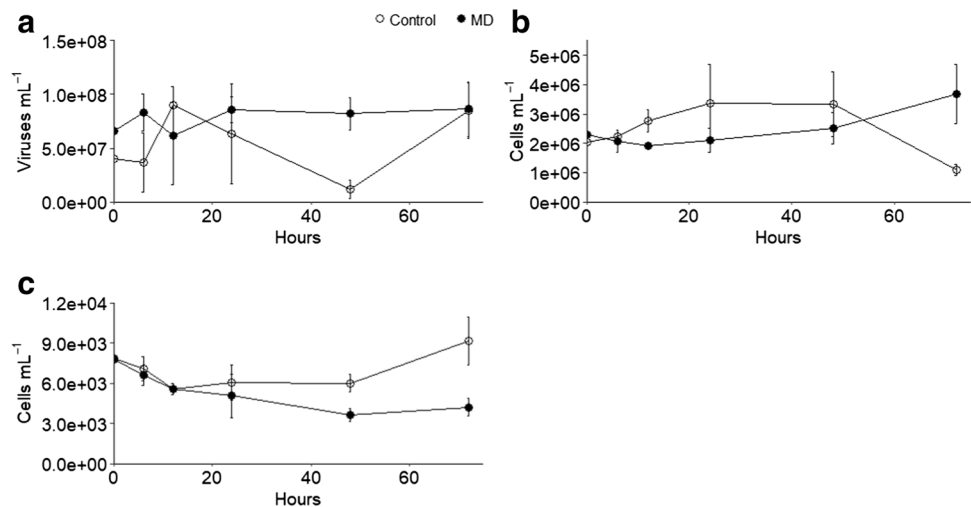 a
Control MD
b
Viruses mL⁻¹
1.5e+08
1.0e+08
5.0e+07
0.0e+00
0 20 40 60
Hours
Cells mL⁻¹
5e+06
4e+06
3e+06
2e+06
1e+06
0e+00
0 20 40 60
Hours
c
Cells mL⁻¹
1.2e+04
9.0e+03
6.0e+03
3.0e+03
0.0e+00
0 20 40 60
Hours